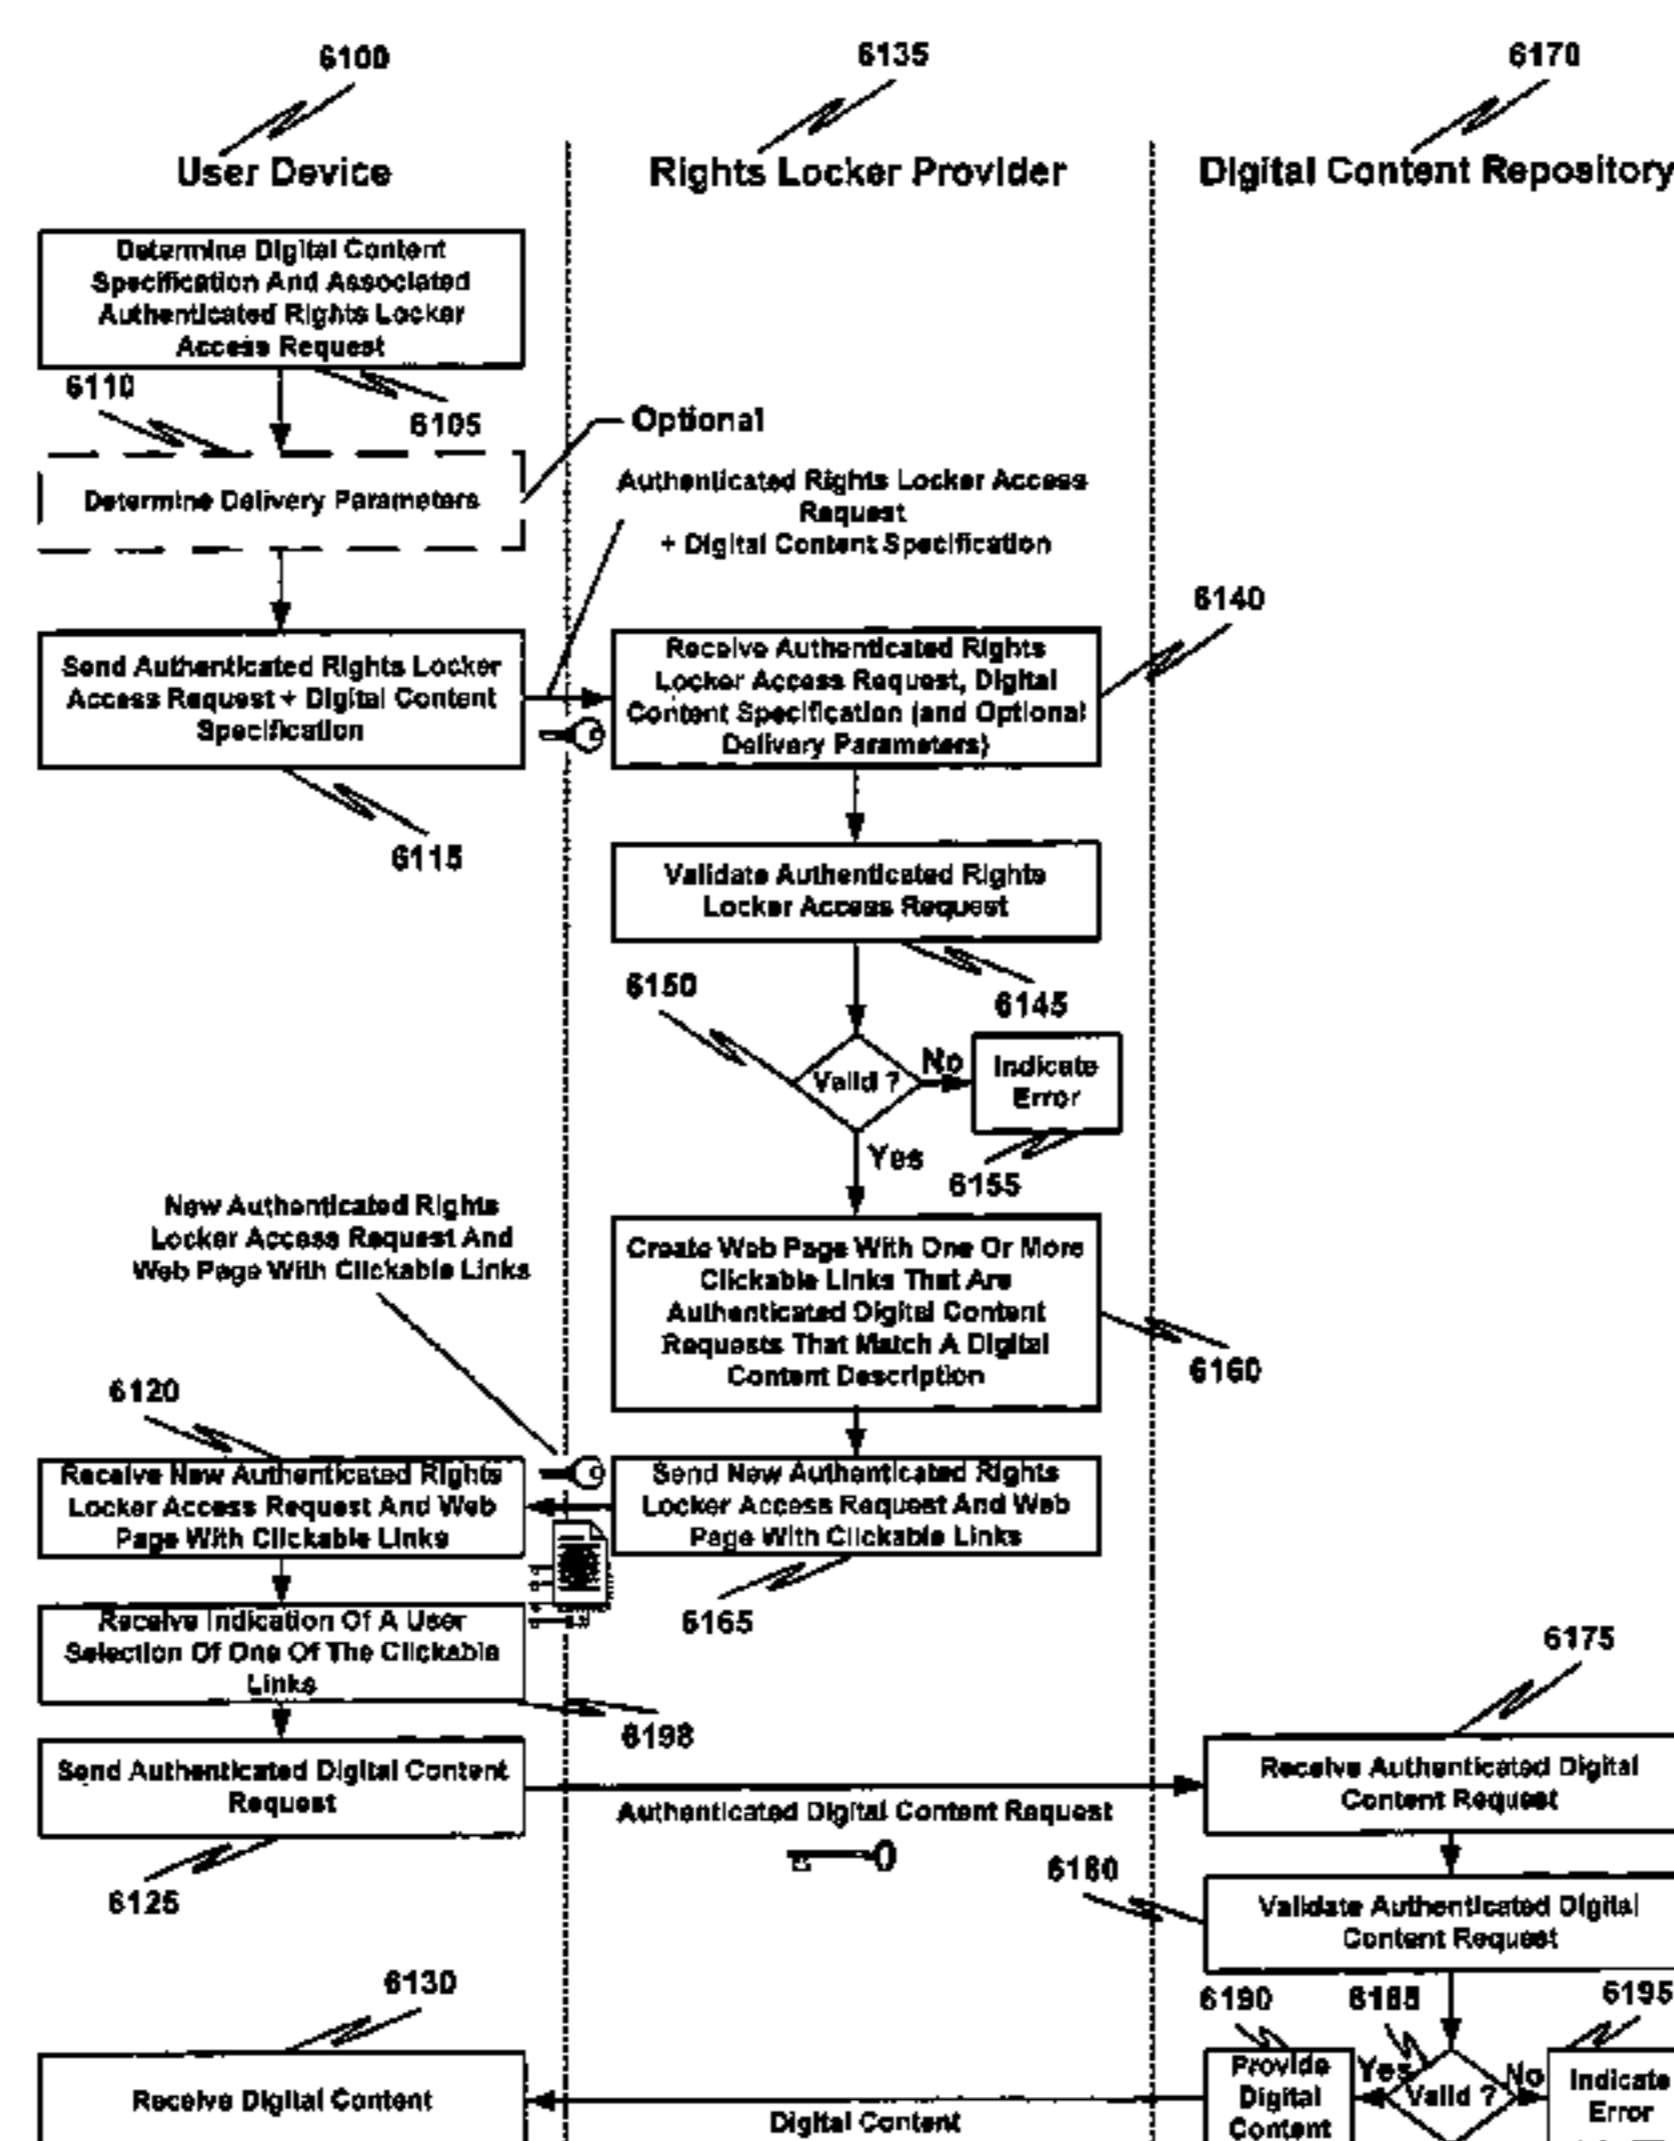 6100
6135
6170
User Device
Rights Locker Provider
Digital Content Repository
Determine Digital Content
Specification And Associated
Authenticated Rights Locker
Access Request
6110
6105
Optional
Determine Delivery Parameters
Authenticated Rights Locker Access
Request
+ Digital Content Specification
6140
Send Authenticated Rights Locker
Access Request + Digital Content
Specification
Receive Authenticated Rights
Locker Access Request, Digital
Content Specification (and Optional
Delivery Parameters)
6115
Validate Authenticated Rights
Locker Access Request
6150
6145
Valid ?
No
Indicate
Error
Yes
6155
New Authenticated Rights
Locker Access Request And
Web Page With Clickable Links
Create Web Page With One Or More
Clickable Links That Are
Authenticated Digital Content
Requests That Match A Digital
Content Description
6160
6120
Receive New Authenticated Rights
Locker Access Request And Web
Page With Clickable Links
Send New Authenticated Rights
Locker Access Request And Web
Page With Clickable Links
6165
Receive Indication Of A User
Selection Of One Of The Clickable
Links
6198
6175
Send Authenticated Digital Content
Request
Authenticated Digital Content Request
Receive Authenticated Digital
Content Request
6125
6180
Validate Authenticated Digital
Content Request
6130
6190
6185
6195
Receive Digital Content
Digital Content
Provide
Digital
Content
Yes
Valid ?
No
Indicate
Error